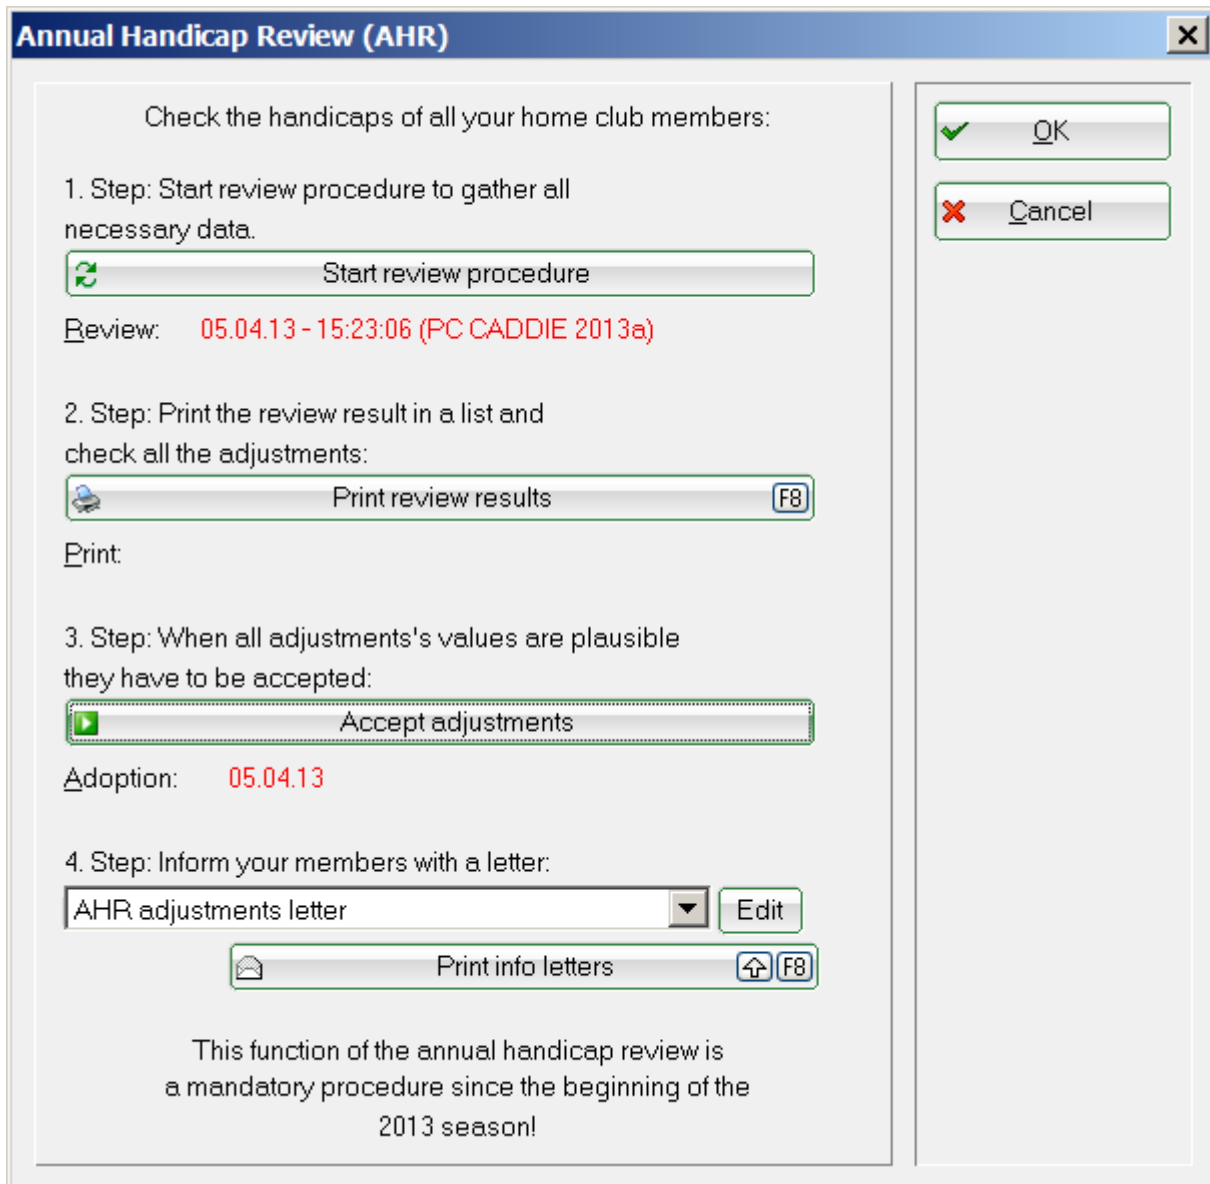 Annual Handicap Review (AHR)
Check the handicaps of all your home club members:
OK
Cancel
1. Step: Start review procedure to gather all
necessary data.
Start review procedure
Review: 05.04.13 - 15:23:06 (PC CADDIE 2013a)
2. Step: Print the review result in a list and
check all the adjustments:
Print review results F8
Print:
3. Step: When all adjustments's values are plausible
they have to be accepted:
Accept adjustments
Adoption: 05.04.13
4. Step: Inform your members with a letter:
AHR adjustments letter Edit
Print info letters F8
This function of the annual handicap review is
a mandatory procedure since the beginning of the
2013 season!